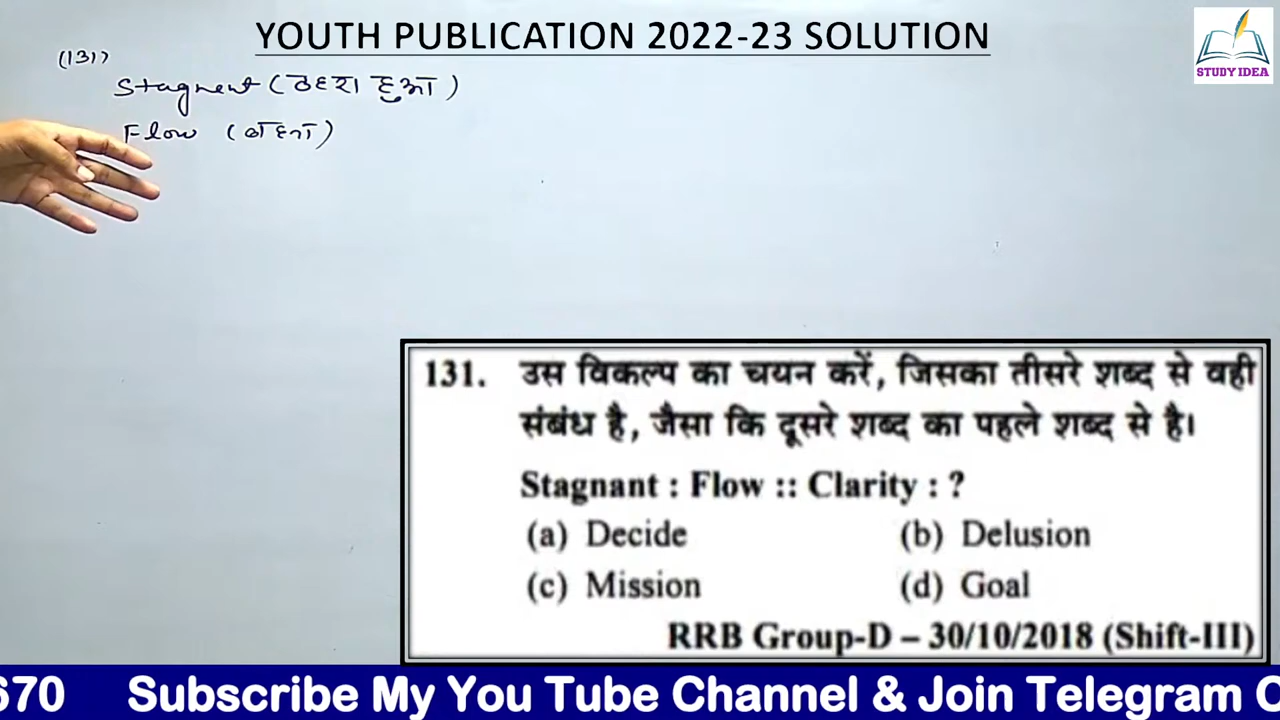 YOUTH PUBLICATION 2022-23 SOLUTION
STUDY IDEA
(131)
Stagnent (ठहरा हुआ)
Flow (बहना)
131. उस विकल्प का चयन करें, जिसका तीसरे शब्द से वही
संबंध है, जैसा कि दूसरे शब्द का पहले शब्द से है।
Stagnant : Flow :: Clarity : ?
(a) Decide (b) Delusion
(c) Mission (d) Goal
RRB Group-D – 30/10/2018 (Shift-III)
670 Subscribe My You Tube Channel & Join Telegram C